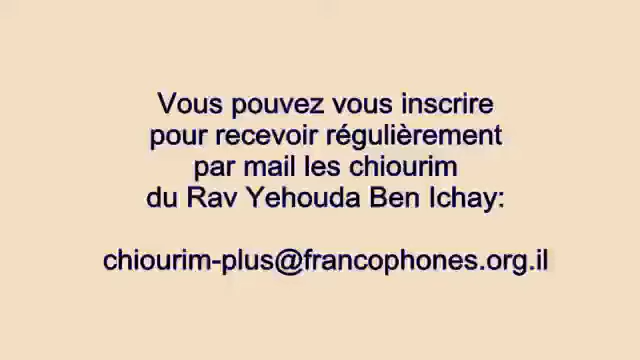 Vous pouvez vous inscrire
pour recevoir régulièrement
par mail les chiourim
du Rav Yehouda Ben Ichay:
chiourim-plus@francophones.org.il